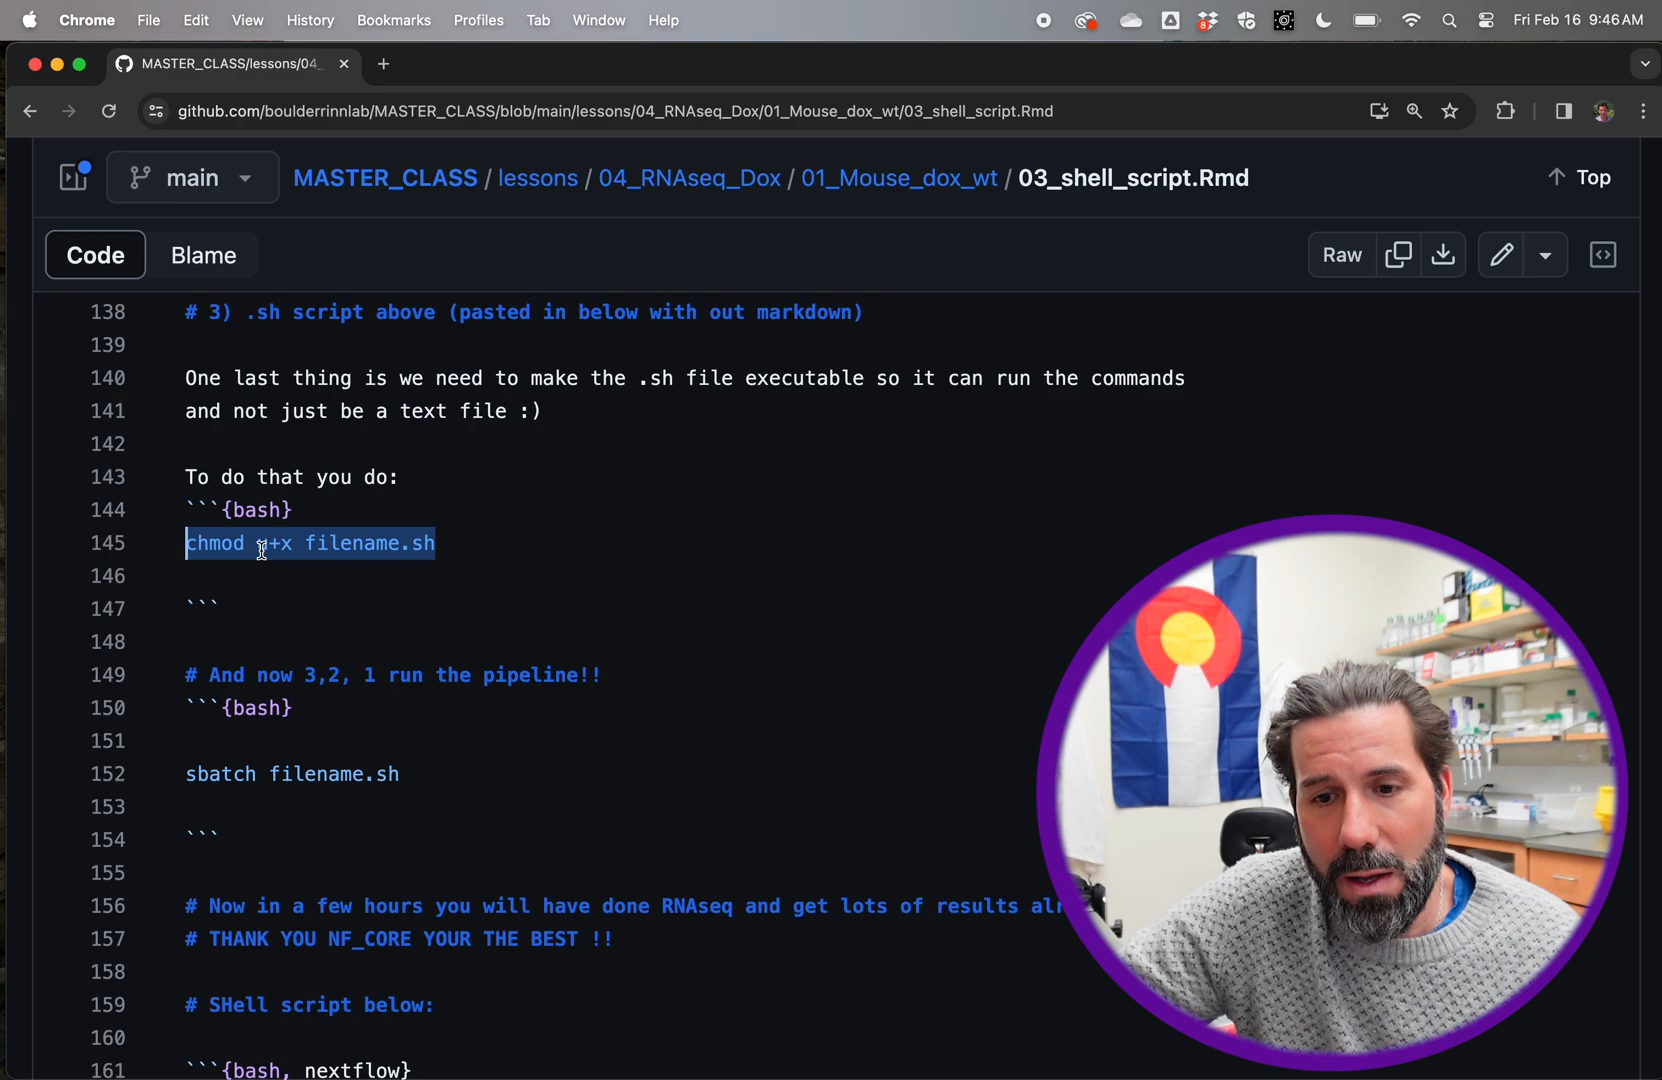 Chrome File Edit View History Bookmarks Profiles Tab Window Help
8
Fri Feb 16 9:46 AM
MASTER_CLASS/lessons/04_
github.com/boulderrinnlab/MASTER_CLASS/blob/main/lessons/04_RNAseq_Dox/01_Mouse_dox_wt/03_shell_script.Rmd
main
MASTER_CLASS / lessons / 04_RNAseq_Dox / 01_Mouse_dox_wt / 03_shell_script.Rmd
Top
Code Blame
Raw
138 # 3) .sh script above (pasted in below with out markdown)
139
140 One last thing is we need to make the .sh file executable so it can run the commands
141 and not just be a text file :)
142
143 To do that you do:
144 ```{bash}
145 chmod +x filename.sh
146
147 ```
148
149 # And now 3,2, 1 run the pipeline!!
150 ```{bash}
151
152 sbatch filename.sh
153
154 ```
155
156 # Now in a few hours you will have done RNAseq and get lots of results
157 # THANK YOU NF_CORE YOUR THE BEST !!
158
159 # SHell script below:
160
161 ```{bash, nextflow}